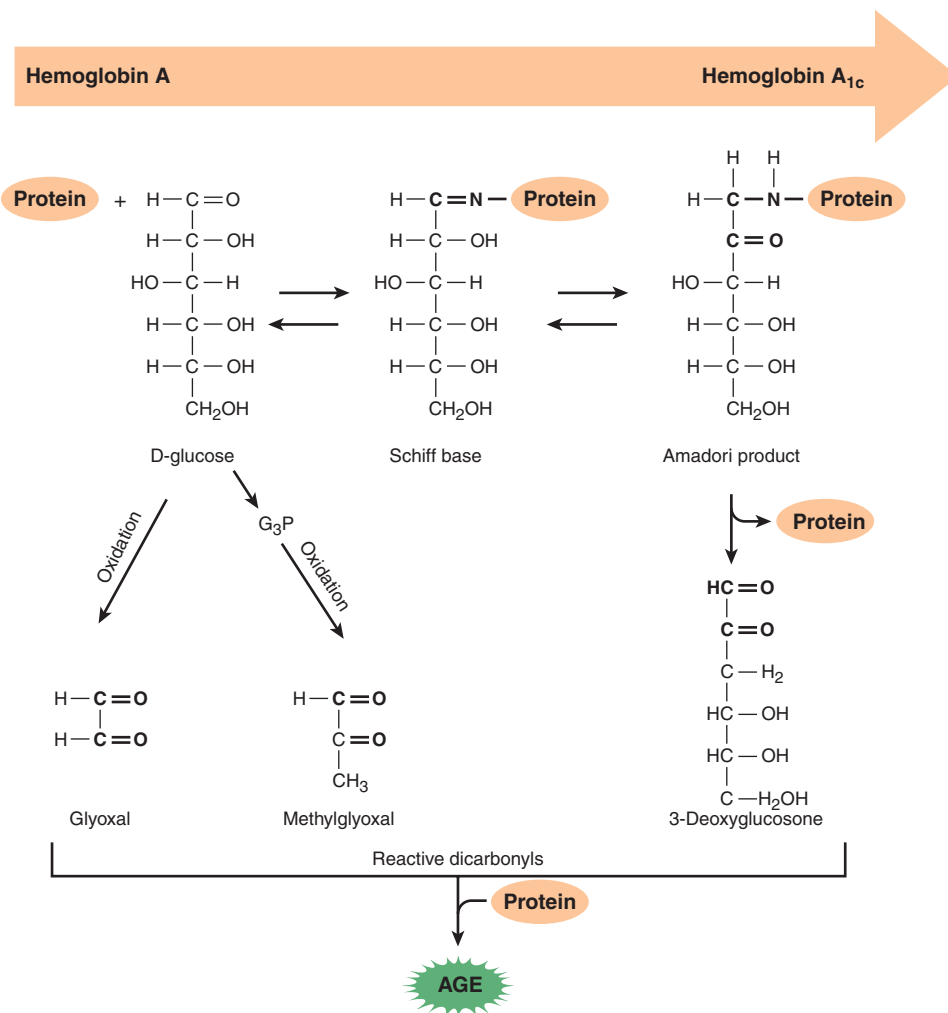 Hemoglobin A
Hemoglobin A1c
Protein + H—C=O
H—C—OH
HO—C—H
H—C—OH
H—C—OH
CH2OH
D-glucose
H—C=N—Protein
H—C—OH
HO—C—H
H—C—OH
H—C—OH
CH2OH
Schiff base
H H
H—C—N—Protein
C=O
HO—C—H
H—C—OH
H—C—OH
CH2OH
Amadori product
Oxidation
G3P
Oxidation
Protein
H—C=O
H—C=O
Glyoxal
H—C=O
C=O
CH3
Methylglyoxal
HC=O
C=O
C—H2
HC—OH
HC—OH
C—H2OH
3-Deoxyglucosone
Reactive dicarbonyls
Protein
AGE